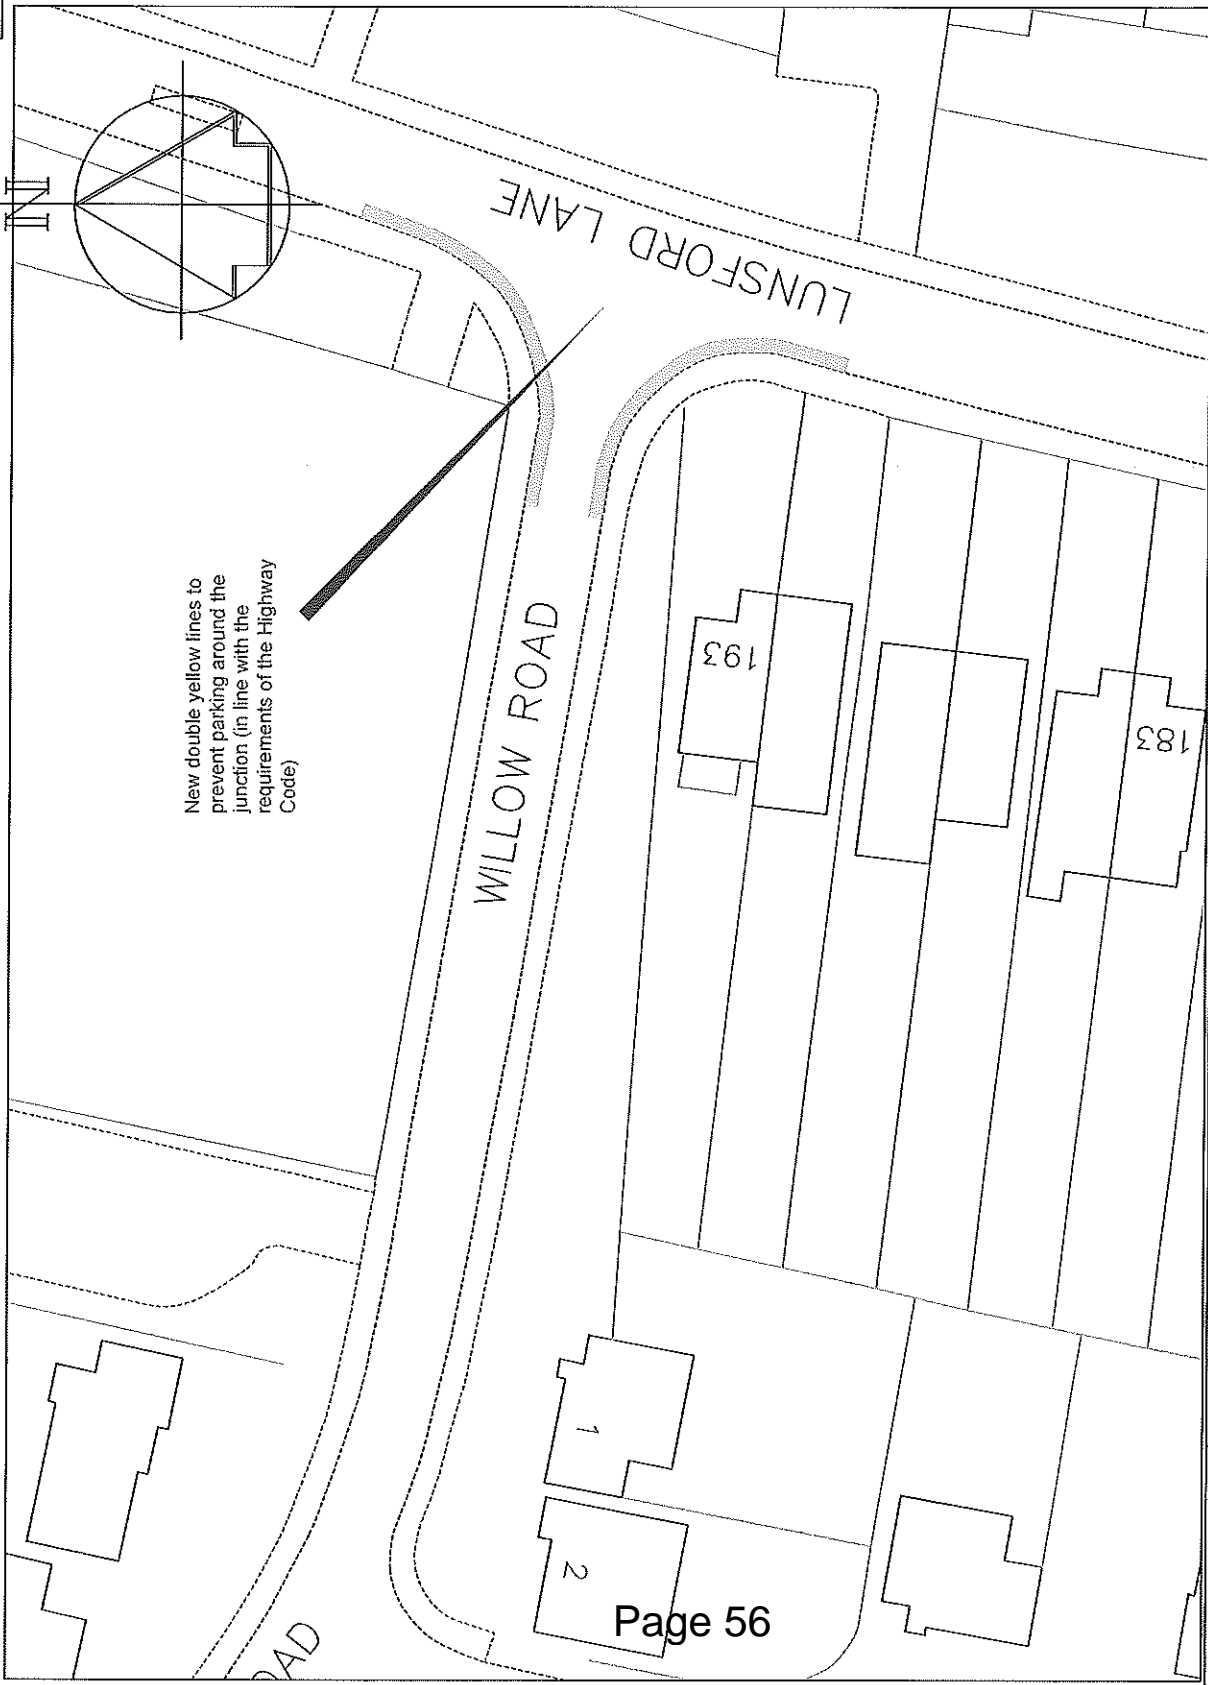 N
LUNSFORD LANE
New double yellow lines to
prevent parking around the
junction (in line with the
requirements of the Highway
Code)
WILLOW ROAD
193
183
1
2
OAD
Page 56